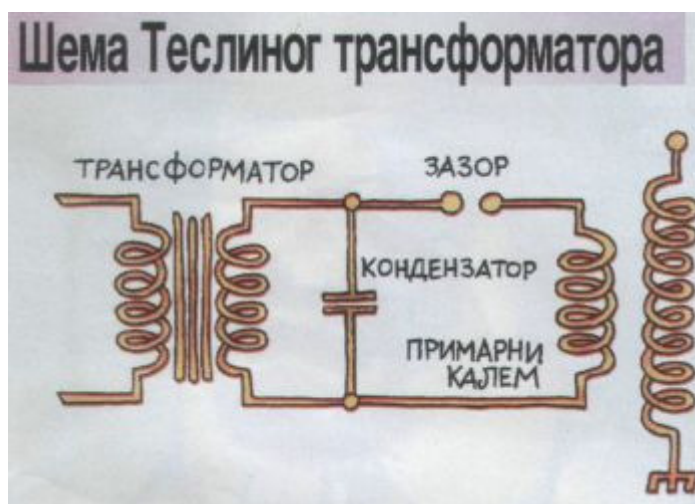 Шема Теслиног трансформатора
ТРАНСФОРМАТОР
ЗАЗОР
КОНДЕНЗАТОР
ПРИМАРНИ
КАЛЕМ